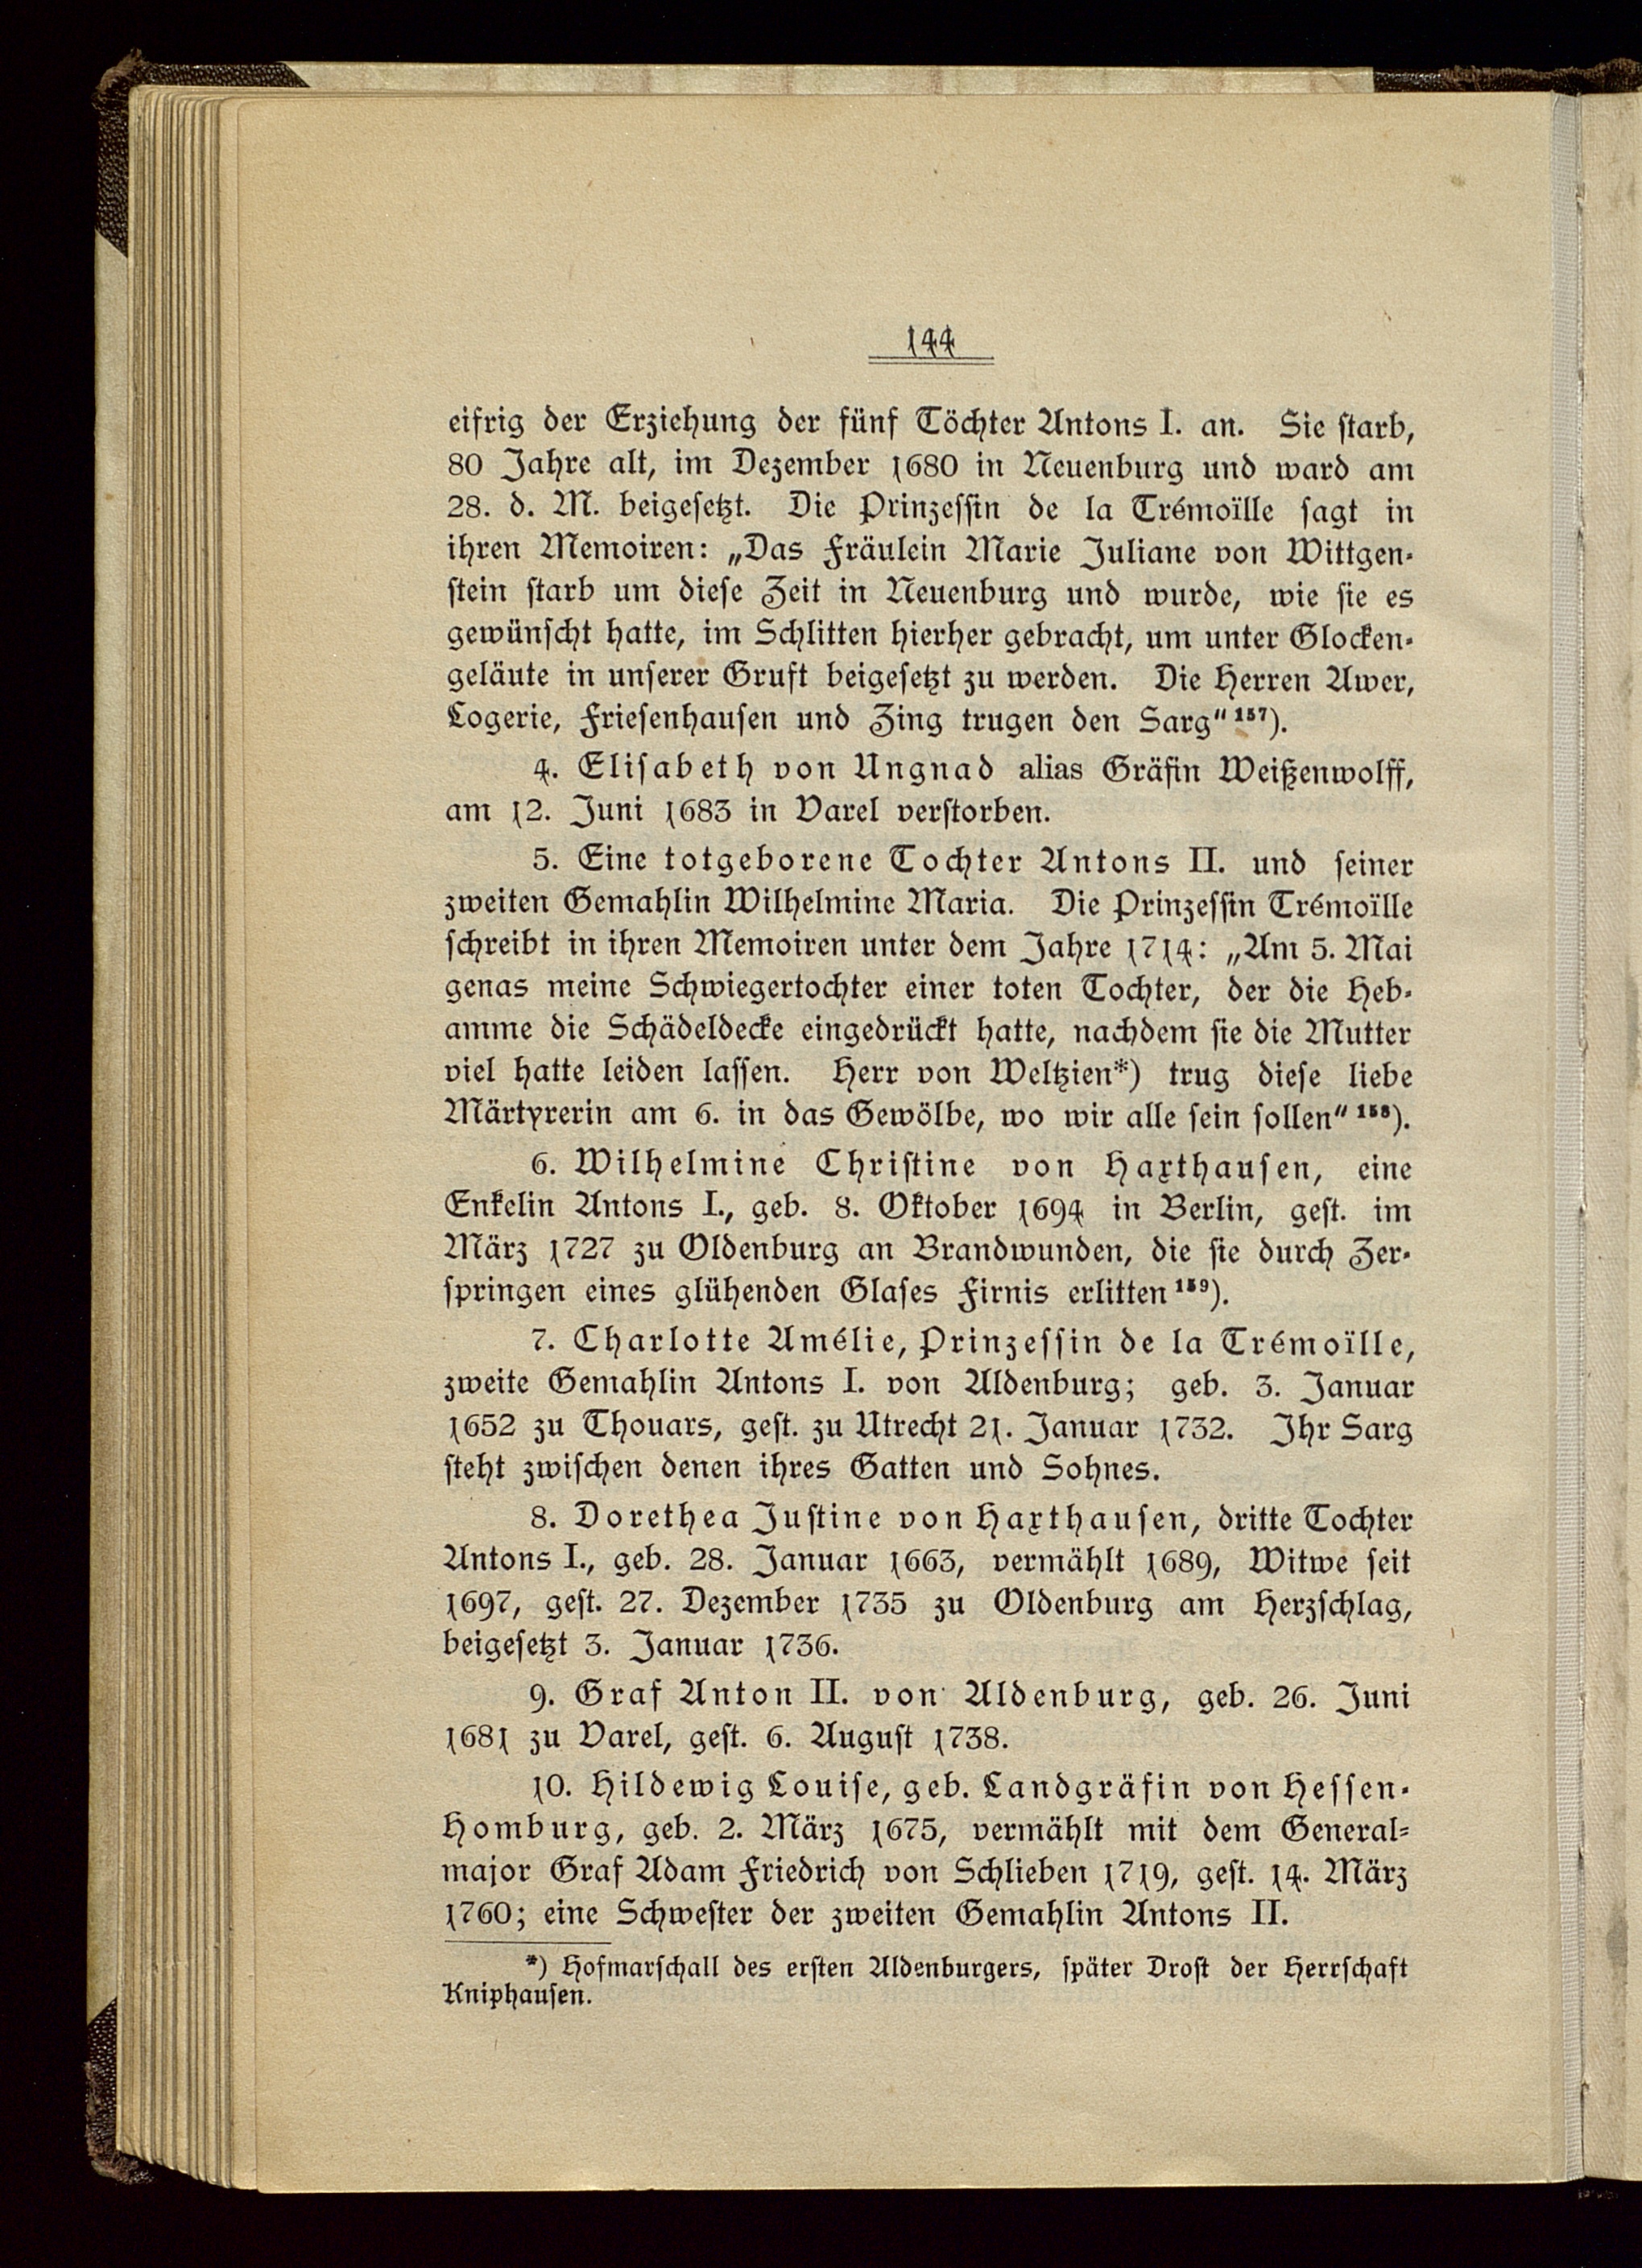 144
eifrig der Erziehung der fünf Töchter Antons I. an. Sie starb,
80 Jahre alt, im Dezember 1680 in Neuenburg und ward am
28. d. M. beigesetzt. Die Prinzessin de la Trémoïlle sagt in
ihren Memoiren: „Das Fräulein Marie Juliane von Wittgen-
stein starb um diese Zeit in Neuenburg und wurde, wie sie es
gewünscht hatte, im Schlitten hierher gebracht, um unter Glocken-
geläute in unserer Gruft beigesetzt zu werden. Die Herren Awer,
Logerie, Friesenhausen und Zing trugen den Sarg“ 157).
4. Elisabeth von Ungnad alias Gräfin Weißenwolff,
am 12. Juni 1683 in Varel verstorben.
5. Eine totgeborene Tochter Antons II. und seiner
zweiten Gemahlin Wilhelmine Maria. Die Prinzessin Trémoïlle
schreibt in ihren Memoiren unter dem Jahre 1714: „Am 5. Mai
genas meine Schwiegertochter einer toten Tochter, der die Heb-
amme die Schädeldecke eingedrückt hatte, nachdem sie die Mutter
viel hatte leiden lassen. Herr von Weltzien*) trug diese liebe
Märtyrerin am 6. in das Gewölbe, wo wir alle sein sollen“ 158).
6. Wilhelmine Christine von Haxthausen, eine
Enkelin Antons I., geb. 8. Oktober 1694 in Berlin, gest. im
März 1727 zu Oldenburg an Brandwunden, die sie durch Zer-
springen eines glühenden Glases Firnis erlitten 159).
7. Charlotte Amélie, Prinzessin de la Trémoïlle,
zweite Gemahlin Antons I. von Aldenburg; geb. 3. Januar
1652 zu Thouars, gest. zu Utrecht 21. Januar 1732. Ihr Sarg
steht zwischen denen ihres Gatten und Sohnes.
8. Dorethea Justine von Haxthausen, dritte Tochter
Antons I., geb. 28. Januar 1663, vermählt 1689, Witwe seit
1697, gest. 27. Dezember 1735 zu Oldenburg am Herzschlag,
beigesetzt 3. Januar 1736.
9. Graf Anton II. von Aldenburg, geb. 26. Juni
1681 zu Varel, gest. 6. August 1738.
10. Hildewig Louise, geb. Landgräfin von Hessen-
Homburg, geb. 2. März 1675, vermählt mit dem General-
major Graf Adam Friedrich von Schlieben 1719, gest. 14. März
1760; eine Schwester der zweiten Gemahlin Antons II.
*) Hofmarschall des ersten Aldenburgers, später Drost der Herrschaft
Kniphausen.